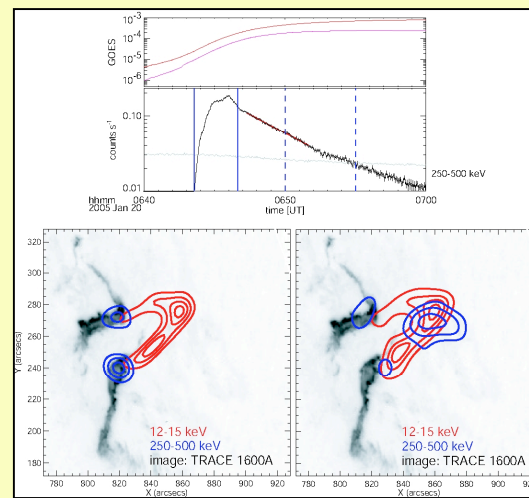 GOES
10-3
10-4
10-5
10-6
counts s-1
0.10
0.01
250-500 keV
0640 0650 0700
hhmm
2005 Jan 20
time [UT]
Y (arcsecs)
320
300
280
260
240
220
200
180
12-15 keV
250-500 keV
image: TRACE 1600A
780 800 820 840 860 880 900 920
X (arcsecs)
12-15 keV
250-500 keV
image: TRACE 1600A
780 800 820 840 860 880 900 920
X (arcsecs)